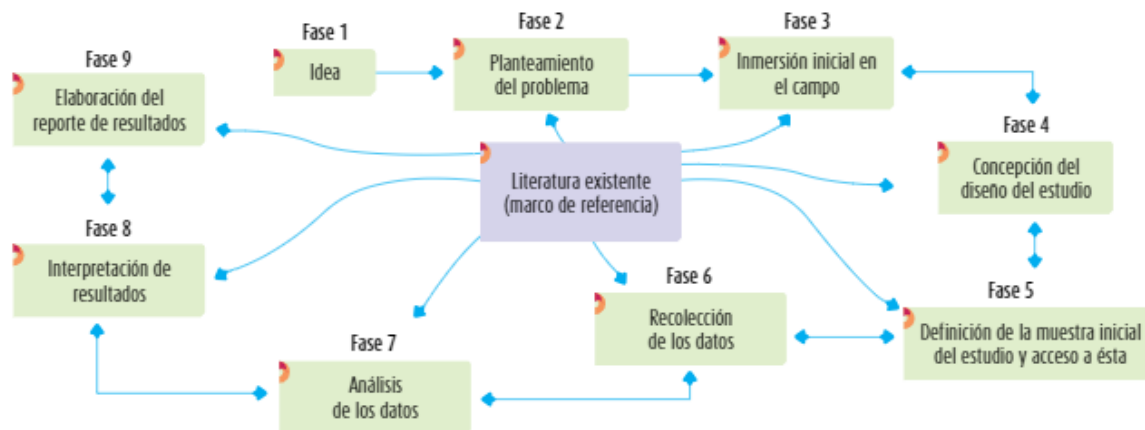 Fase 1
Idea
Fase 2
Planteamiento
del problema
Fase 3
Inmersión inicial en
el campo
Fase 4
Concepción del
diseño del estudio
Fase 5
Definición de la muestra inicial
del estudio y acceso a ésta
Fase 6
Recolección
de los datos
Fase 7
Análisis
de los datos
Fase 8
Interpretación de
resultados
Fase 9
Elaboración del
reporte de resultados
Literatura existente
(marco de referencia)